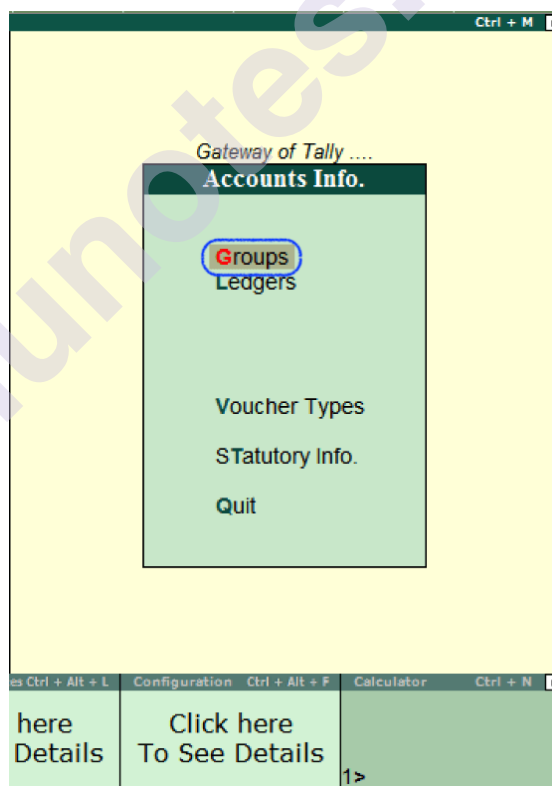 Ctrl + M
Gateway of Tally ....
Accounts Info.
Groups
Ledgers
Voucher Types
STatutory Info.
Quit
es Ctrl + Alt + L Configuration Ctrl + Alt + F Calculator Ctrl + N
here Click here
Details To See Details
1>